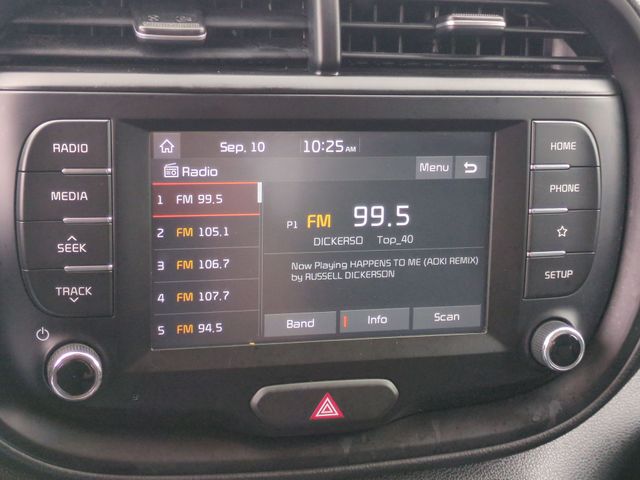 RADIO
MEDIA
SEEK
TRACK
Sep. 10 10:25 AM
Radio Menu
1 FM 99.5
2 FM 105.1
3 FM 106.7
4 FM 107.7
5 FM 94.5
P1 FM 99.5
DICKERSO Top_40
Now Playing HAPPENS TO ME (AOKI REMIX)
by RUSSELL DICKERSON
Band Info Scan
HOME
PHONE
SETUP